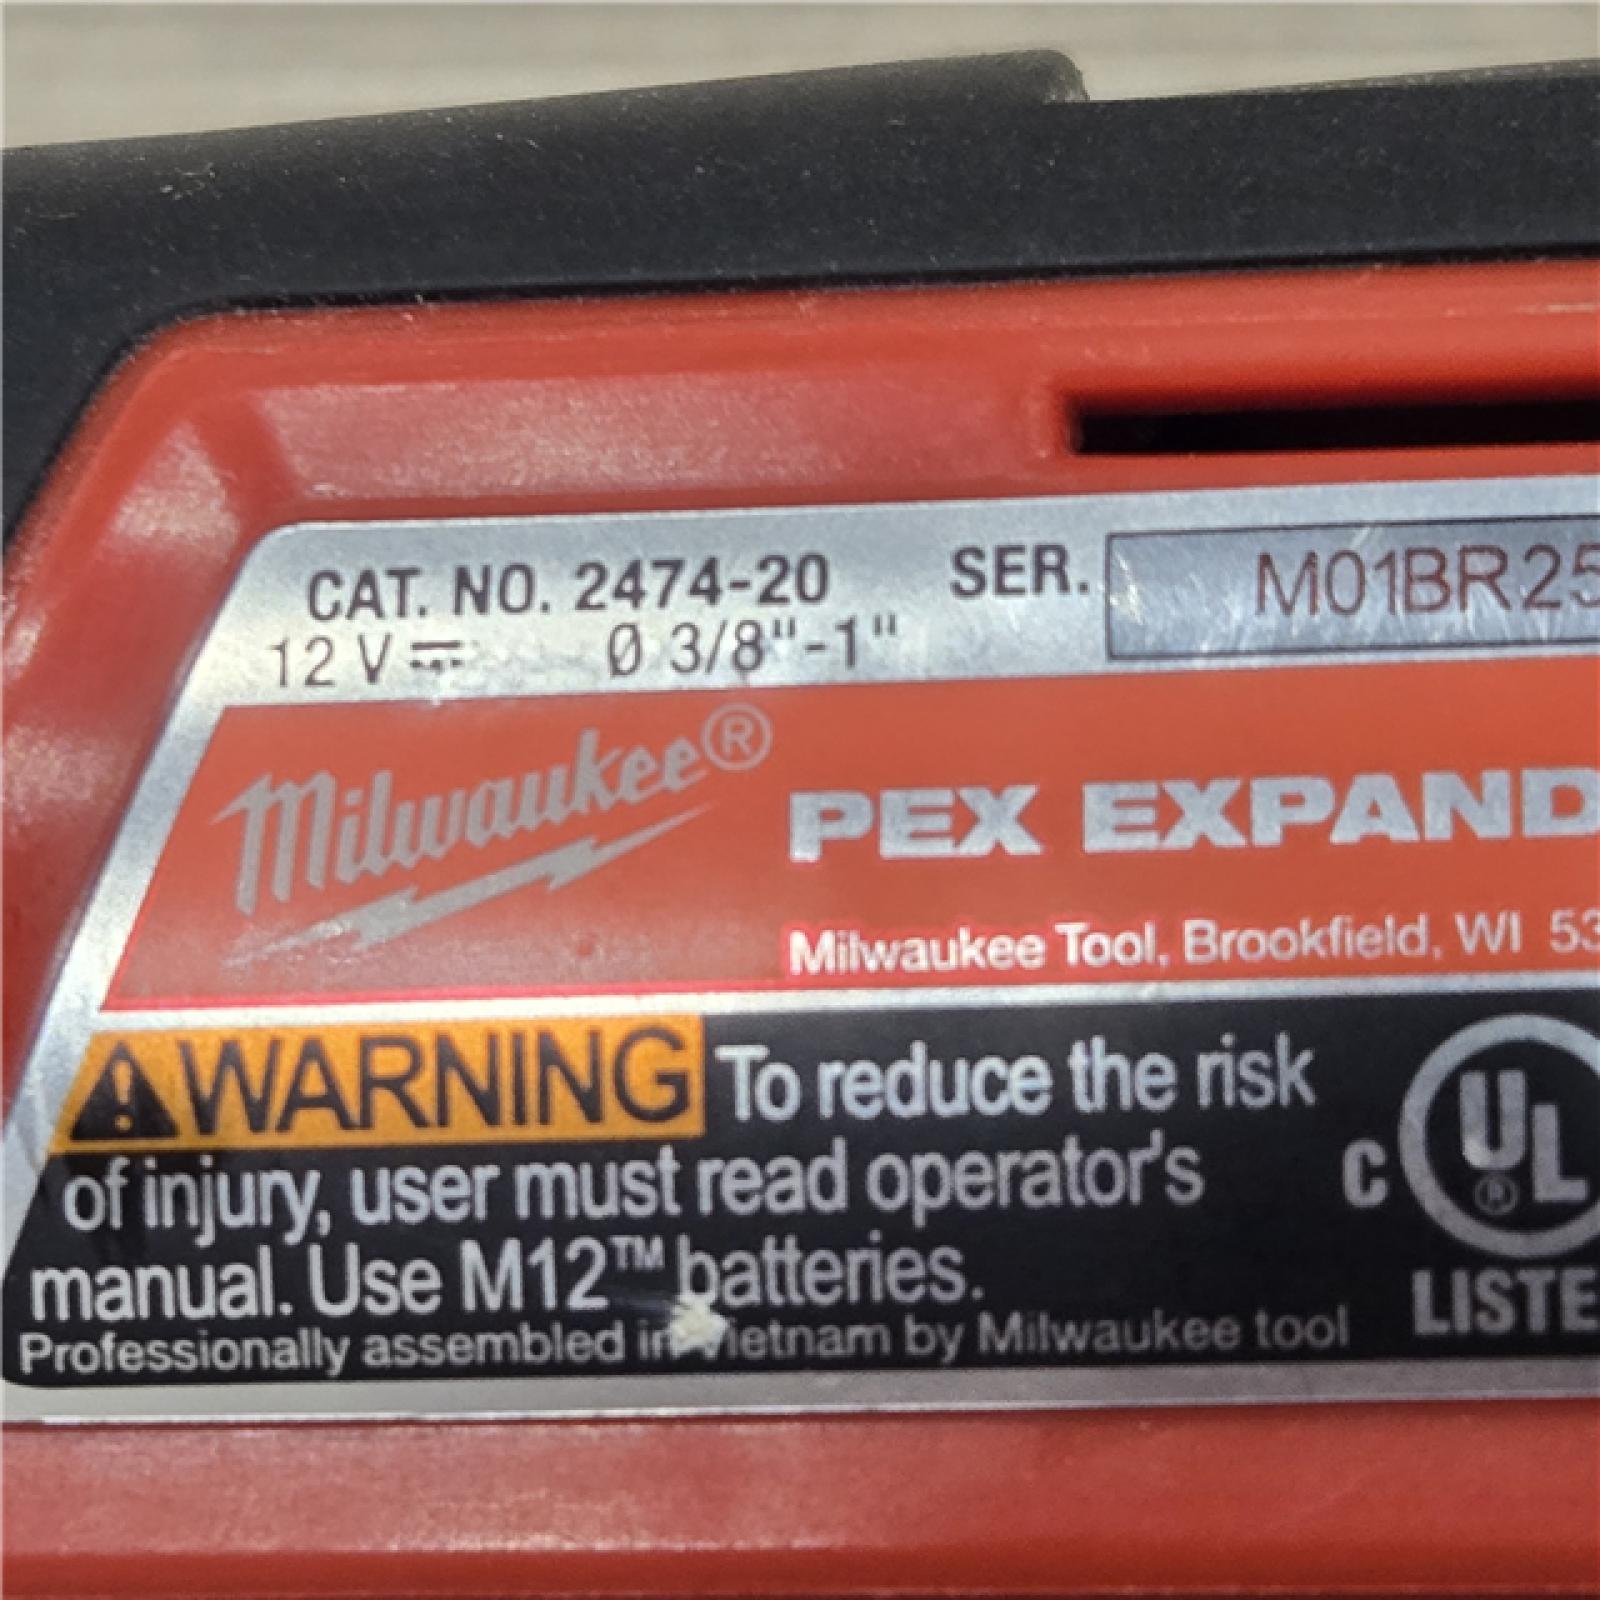 CAT. NO. 2474-20 SER. M01BR25
12 V ⎓ Ø 3/8"-1"
Milwaukee®
PEX EXPAND
Milwaukee Tool, Brookfield, WI 53
⚠WARNING To reduce the risk
of injury, user must read operator's
manual. Use M12™ batteries.
Professionally assembled in Vietnam by Milwaukee tool
C UL ®
LISTE